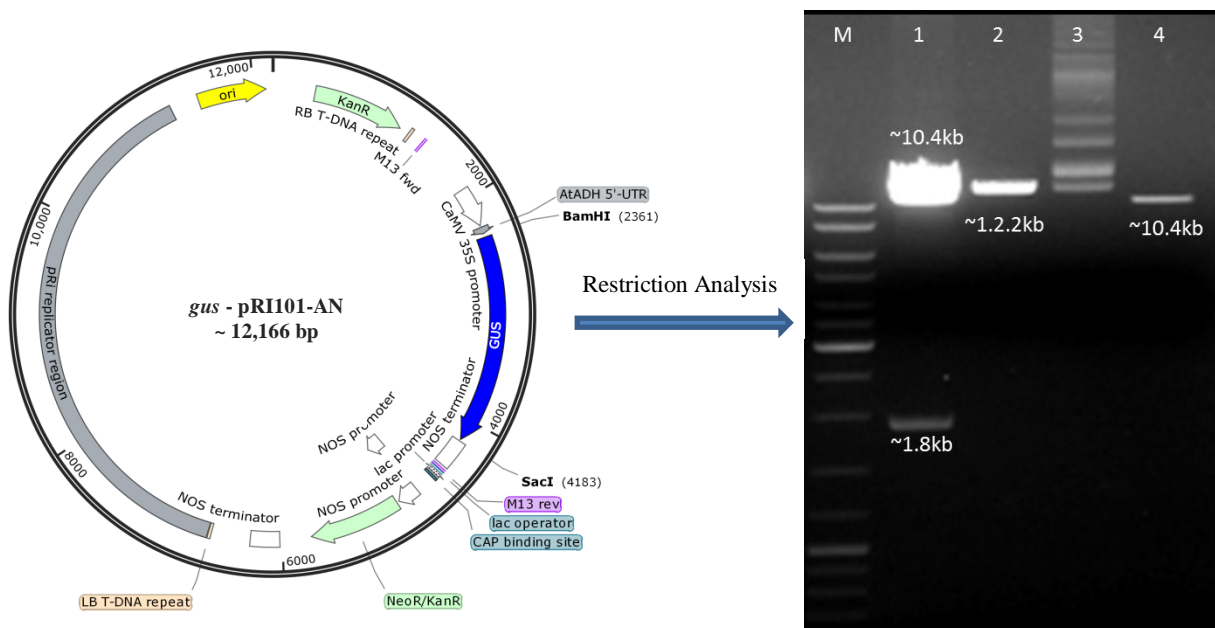 12,000
ori
KanR
RB T-DNA repeat
M13 fwd
2000
AtADH 5'-UTR
BamHI (2361)
CaMV 35S promoter
10,000
pRi replicator region
gus - pRI101-AN
~ 12,166 bp
GUS
NOS terminator
4000
SacI (4183)
NOS promoter
lac promoter
M13 rev
lac operator
CAP binding site
NOS promoter
8000
NOS terminator
6000
NeoR/KanR
LB T-DNA repeat
Restriction Analysis
M 1 2 3 4
~10.4kb
~1.2.2kb
~10.4kb
~1.8kb